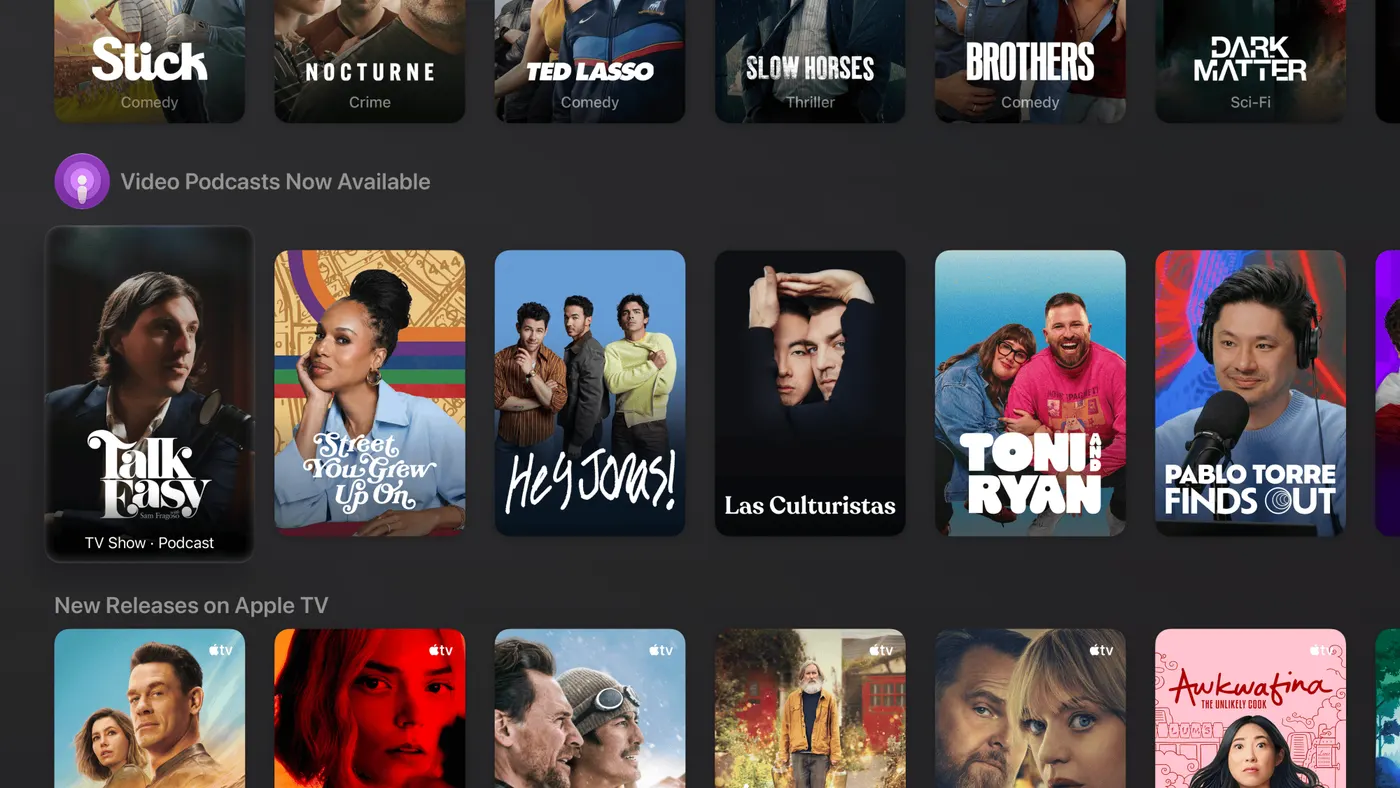 Stick
Comedy
NOCTURNE
Crime
TED LASSO
Comedy
SLOW HORSES
Thriller
BROTHERS
Comedy
DARK
MATTER
Sci-Fi
Video Podcasts Now Available
Talk
Easy
with
Sam Fragoso
TV Show · Podcast
Street
You Grew
Up On
Hey Jonas!
Las Culturistas
TONI AND
RYAN
PABLO TORRE
FINDS OUT
New Releases on Apple TV
tv
tv
tv
tv
tv
tv
Awkwafina
THE UNLIKELY COOK